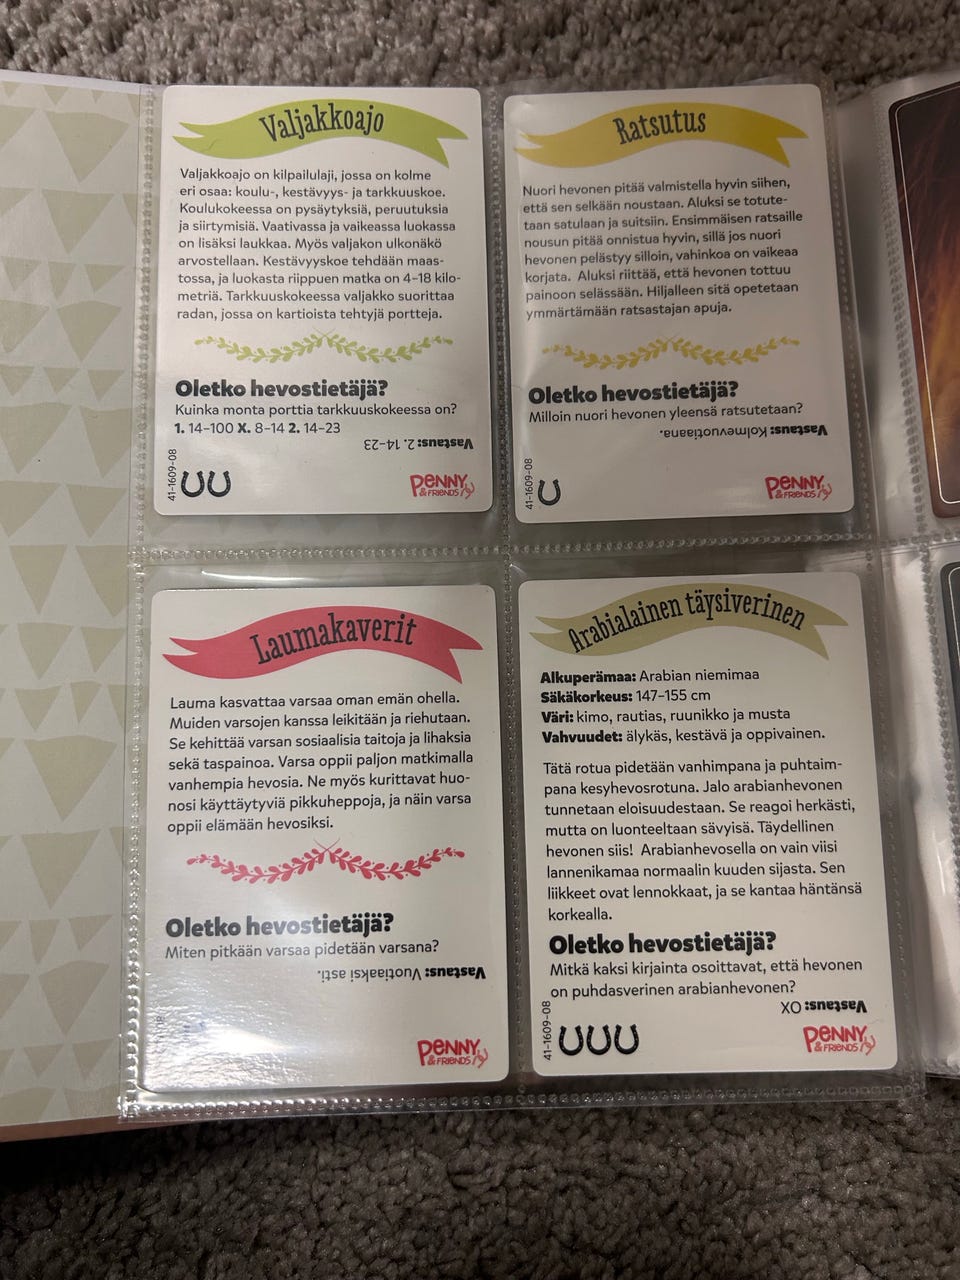 Valjakkoajo
Valjakkoajo on kilpailulaji, jossa on kolme
eri osaa: koulu-, kestävyys- ja tarkkuuskoe.
Koulukokeessa on pysäytyksiä, peruutuksia
ja siirtymisiä. Vaativassa ja vaikeassa luokassa
on lisäksi laukkaa. Myös valjakon ulkonäkö
arvostellaan. Kestävyyskoe tehdään maas-
tossa, ja luokasta riippuen matka on 4–18 kilo-
metriä. Tarkkuuskokeessa valjakko suorittaa
radan, jossa on kartioista tehtyjä portteja.
Oletko hevostietäjä?
Kuinka monta porttia tarkkuuskokeessa on?
1. 14–100 X. 8–14 2. 14–23
Vastaus: 2. 14–23
41-1609-08
PENNY
& FRIENDS
Ratsutus
Nuori hevonen pitää valmistella hyvin siihen,
että sen selkään noustaan. Aluksi se totute-
taan satulaan ja suitsiin. Ensimmäisen ratsaille
nousun pitää onnistua hyvin, sillä jos nuori
hevonen pelästyy silloin, vahinkoa on vaikeaa
korjata. Aluksi riittää, että hevonen tottuu
painoon selässään. Hiljalleen sitä opetetaan
ymmärtämään ratsastajan apuja.
Oletko hevostietäjä?
Milloin nuori hevonen yleensä ratsutetaan?
Vastaus: Kolmevuotiaana.
41-1609-08
PENNY
& FRIENDS
Laumakaverit
Lauma kasvattaa varsaa oman emän ohella.
Muiden varsojen kanssa leikitään ja riehutaan.
Se kehittää varsan sosiaalisia taitoja ja lihaksia
sekä taspainoa. Varsa oppii paljon matkimalla
vanhempia hevosia. Ne myös kurittavat huo-
nosi käyttäytyviä pikkuheppoja, ja näin varsa
oppii elämään hevosiksi.
Oletko hevostietäjä?
Miten pitkään varsaa pidetään varsana?
Vastaus: Vuotiaaksi asti.
PENNY
& FRIENDS
Arabialainen täysiverinen
Alkuperämaa: Arabian niemimaa
Säkäkorkeus: 147–155 cm
Väri: kimo, rautias, ruunikko ja musta
Vahvuudet: älykäs, kestävä ja oppivainen.
Tätä rotua pidetään vanhimpana ja puhtaim-
pana kesyhevosrotuna. Jalo arabianhevonen
tunnetaan eloisuudestaan. Se reagoi herkästi,
mutta on luonteeltaan sävyisä. Täydellinen
hevonen siis! Arabianhevosella on vain viisi
lannenikamaa normaalin kuuden sijasta. Sen
liikkeet ovat lennokkaat, ja se kantaa häntänsä
korkealla.
Oletko hevostietäjä?
Mitkä kaksi kirjainta osoittavat, että hevonen
on puhdasverinen arabianhevonen?
Vastaus: OX
41-1609-08
PENNY
& FRIENDS